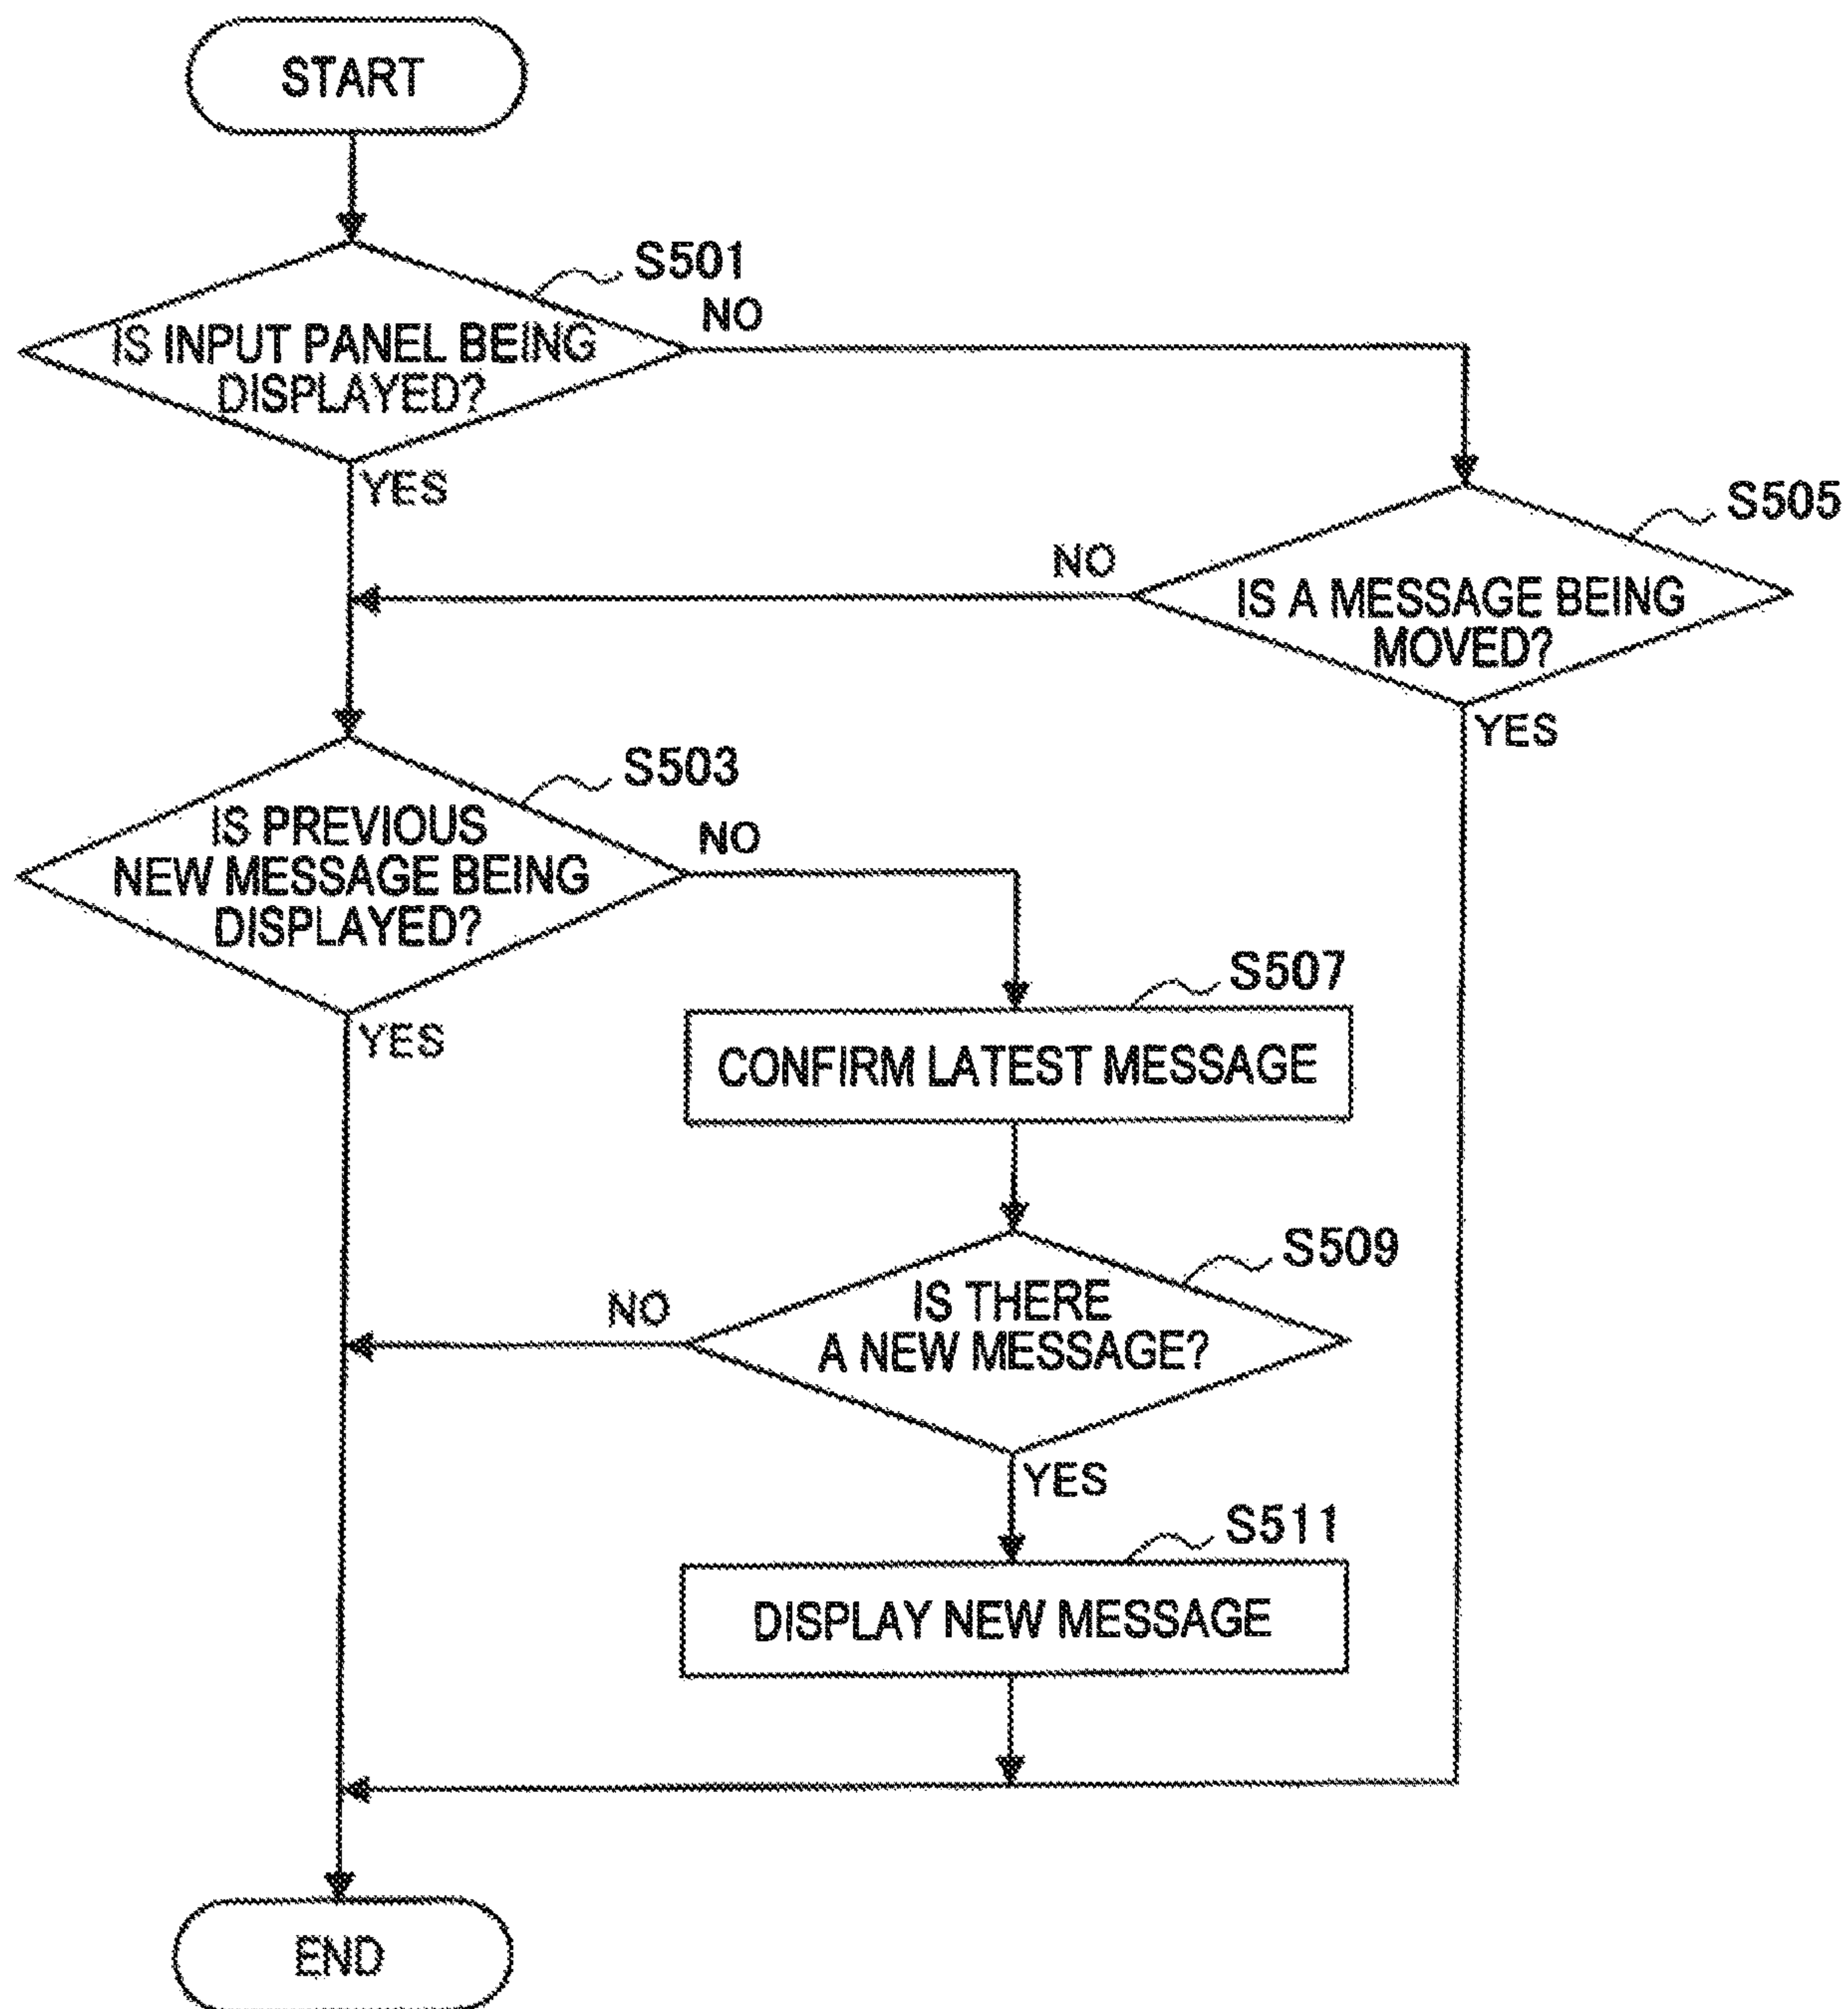 START
S501
NO
IS INPUT PANEL BEING
DISPLAYED?
YES
S505
NO
IS A MESSAGE BEING
MOVED?
YES
S503
IS PREVIOUS
NEW MESSAGE BEING
DISPLAYED?
NO
YES
S507
CONFIRM LATEST MESSAGE
S509
NO
IS THERE
A NEW MESSAGE?
YES
S511
DISPLAY NEW MESSAGE
END